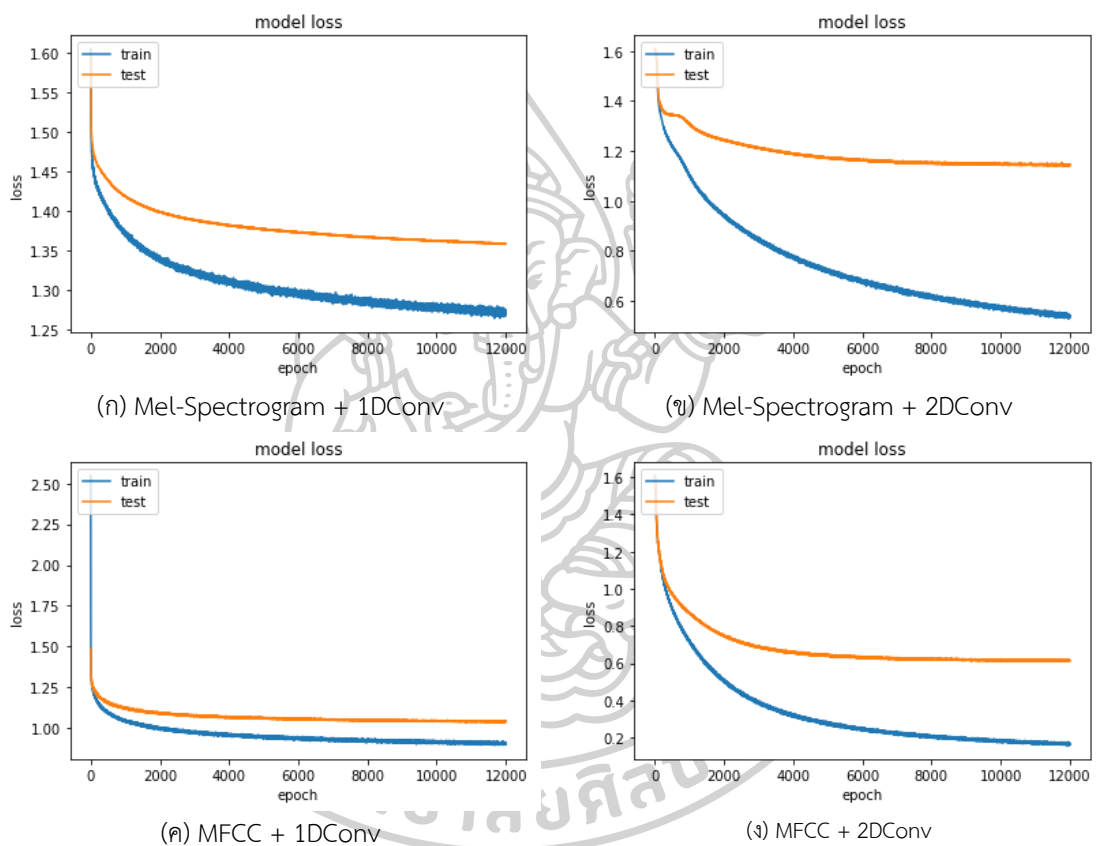 model loss
1.60
1.55
1.50
1.45
1.40
1.35
1.30
1.25
loss
train
test
0 2000 4000 6000 8000 10000 12000
epoch
(ก) Mel-Spectrogram + 1DConv
model loss
1.6
1.4
1.2
1.0
0.8
0.6
loss
train
test
0 2000 4000 6000 8000 10000 12000
epoch
(ข) Mel-Spectrogram + 2DConv
model loss
2.50
2.25
2.00
1.75
1.50
1.25
1.00
loss
train
test
0 2000 4000 6000 8000 10000 12000
epoch
(ค) MFCC + 1DConv
model loss
1.6
1.4
1.2
1.0
0.8
0.6
0.4
0.2
loss
train
test
0 2000 4000 6000 8000 10000 12000
epoch
(ง) MFCC + 2DConv